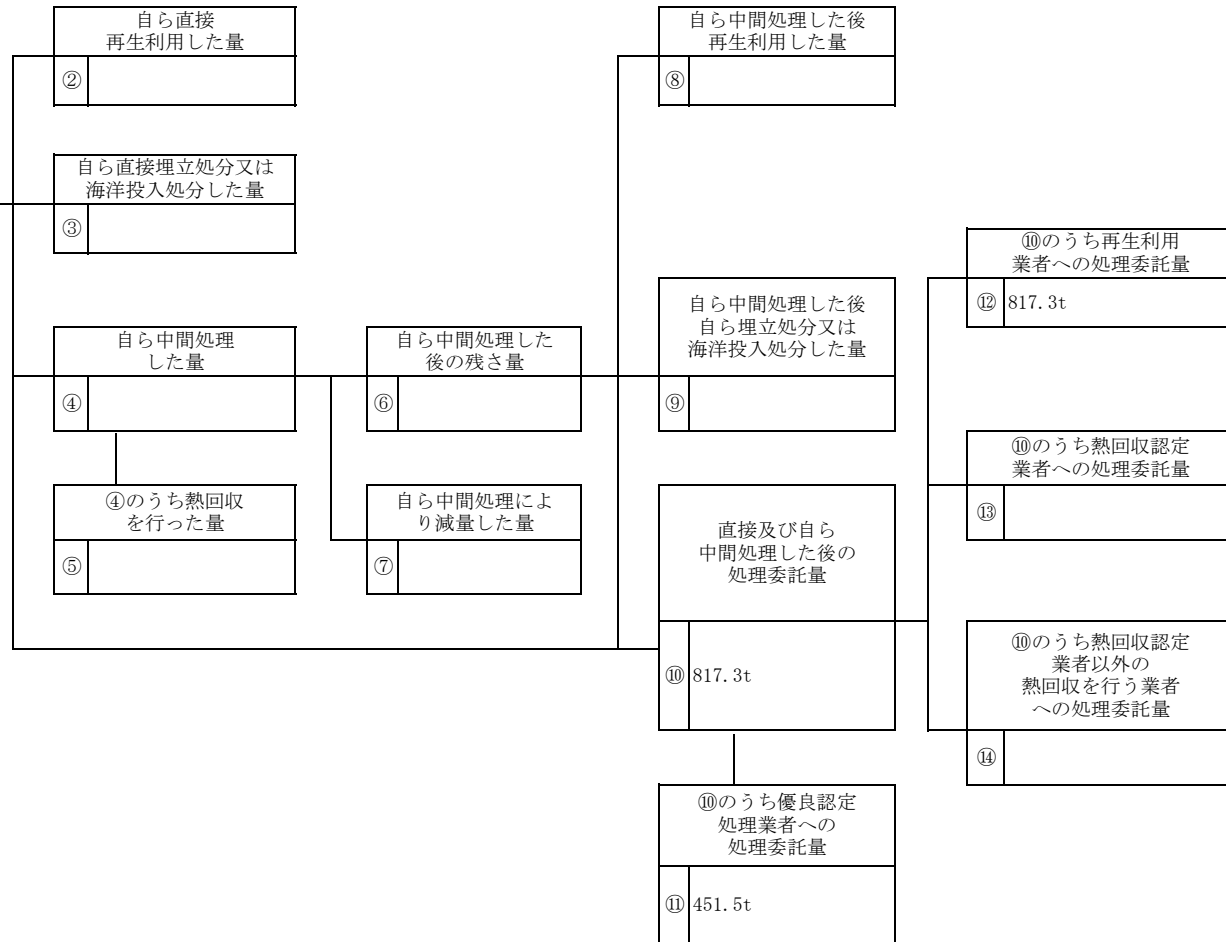 自ら直接
再生利用した量
②
自ら中間処理した後
再生利用した量
⑧
自ら直接埋立処分又は
海洋投入処分した量
③
⑩のうち再生利用
業者への処理委託量
⑫ 817.3t
自ら中間処理
した量
④
自ら中間処理した
後の残さ量
⑥
自ら中間処理した後
自ら埋立処分又は
海洋投入処分した量
⑨
⑩のうち熱回収認定
業者への処理委託量
⑬
④のうち熱回収
を行った量
⑤
自ら中間処理によ
り減量した量
⑦
直接及び自ら
中間処理した後の
処理委託量
⑩ 817.3t
⑩のうち熱回収認定
業者以外の
熱回収を行う業者
への処理委託量
⑭
⑩のうち優良認定
処理業者への
処理委託量
⑪ 451.5t